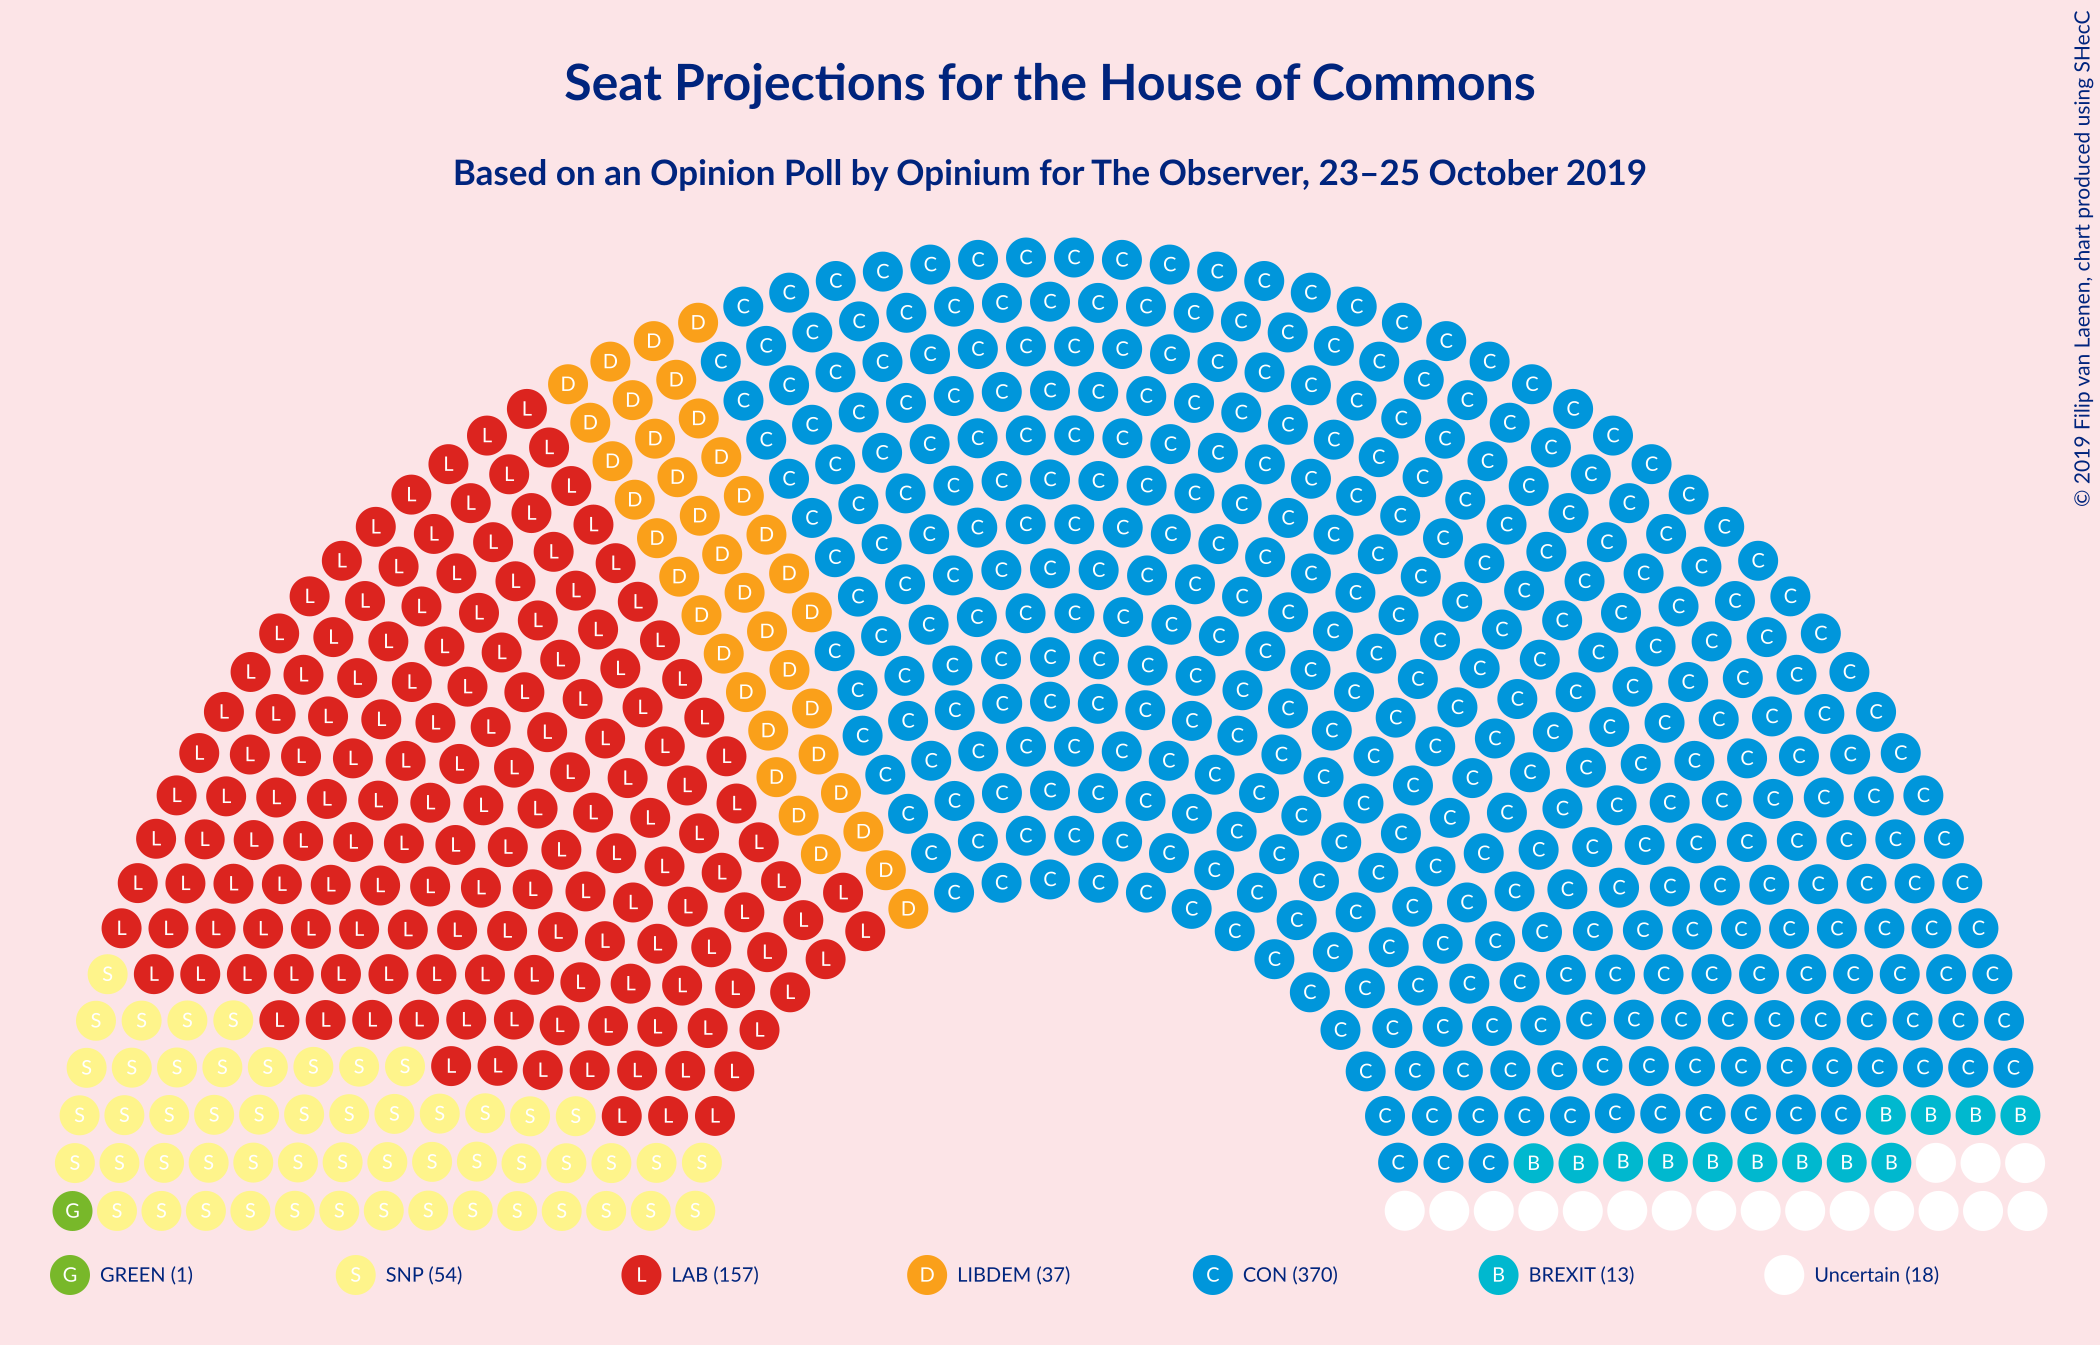 Seat Projections for the House of Commons
Based on an Opinion Poll by Opinium for The Observer, 23–25 October 2019
© 2019 Filip van Laenen, chart produced using SHecC
G GREEN (1)
S SNP (54)
L LAB (157)
D LIBDEM (37)
C CON (370)
B BREXIT (13)
Uncertain (18)